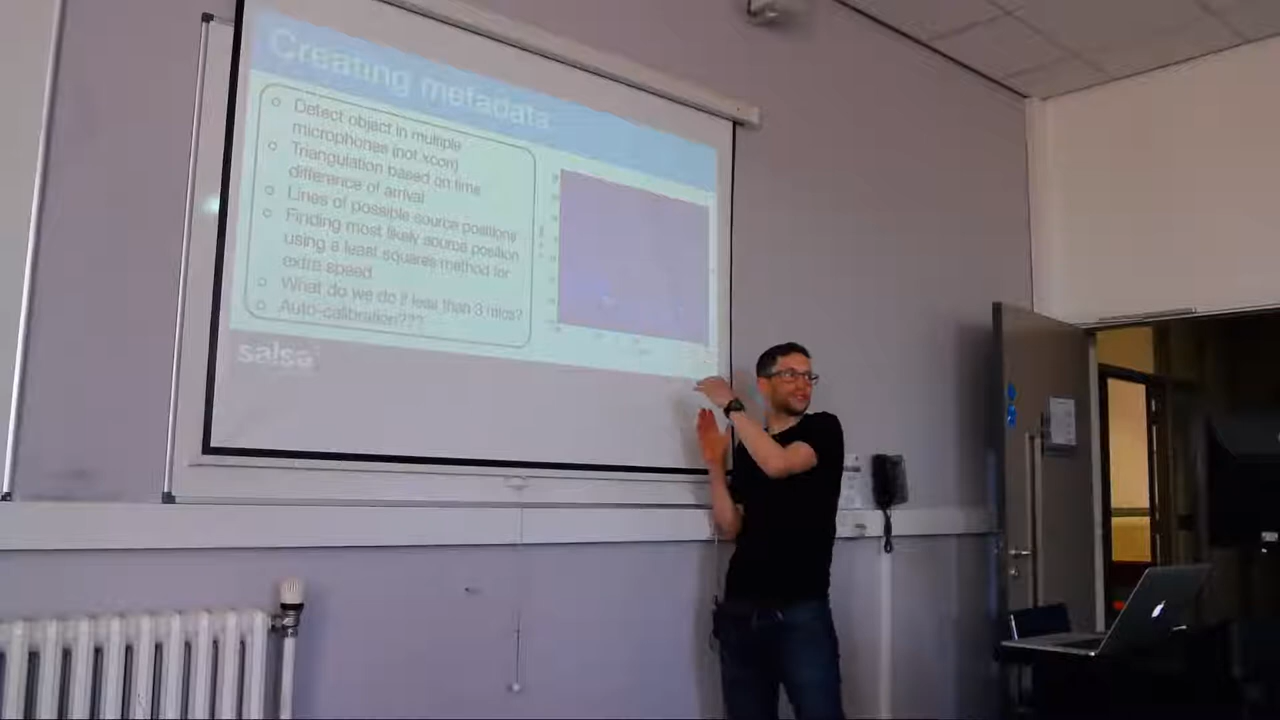 Creating metadata
Detect object in multiple
microphones (not xcorr)
Triangulation based on time
difference of arrival
Lines of possible source positions
Finding most likely source position
using a least squares method for
extra speed
What do we do if less than 3 mics?
Auto-calibration???
salsa